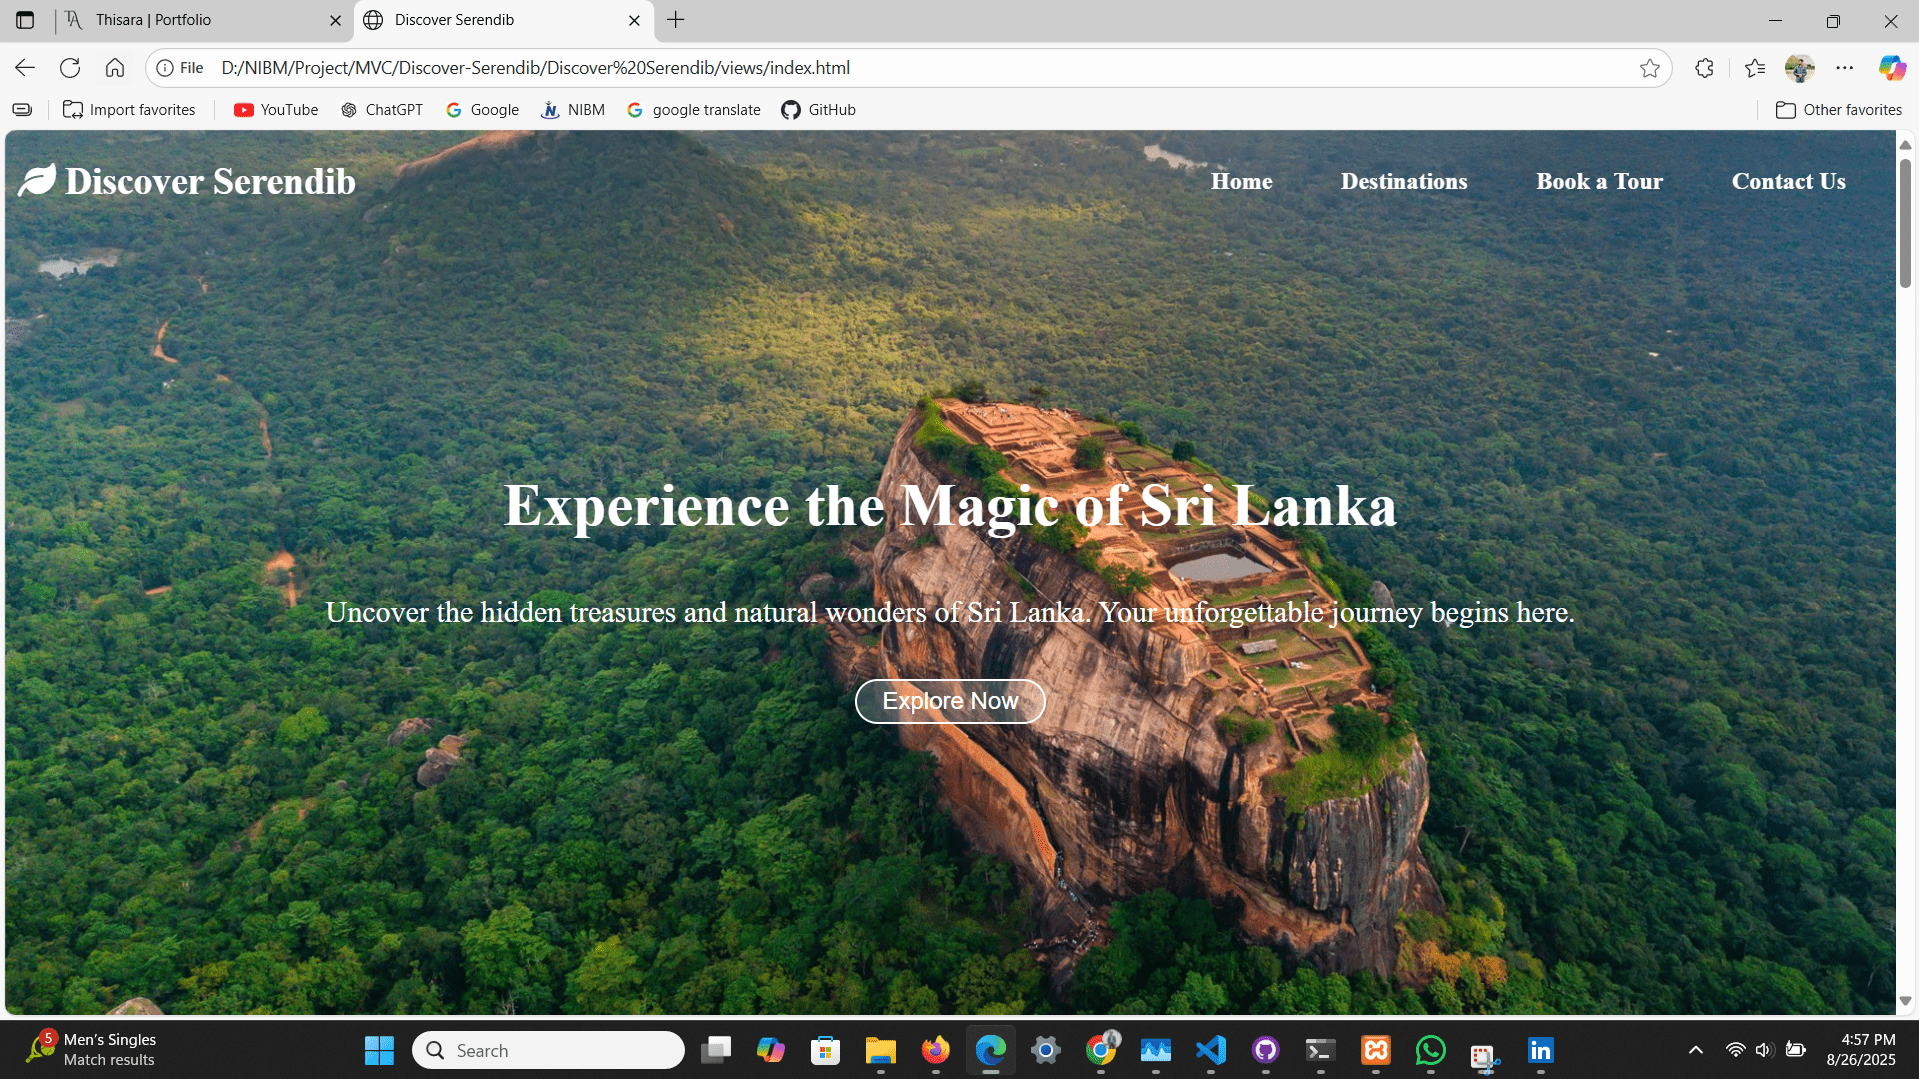 Thisara | Portfolio
Discover Serendib
File
D:/NIBM/Project/MVC/Discover-Serendib/Discover%20Serendib/views/index.html
Import favorites
YouTube
ChatGPT
Google
NIBM
google translate
GitHub
Other favorites
Discover Serendib
Home
Destinations
Book a Tour
Contact Us
Experience the Magic of Sri Lanka
Uncover the hidden treasures and natural wonders of Sri Lanka. Your unforgettable journey begins here.
Explore Now
5
Men's Singles
Match results
Search
4:57 PM
8/26/2025